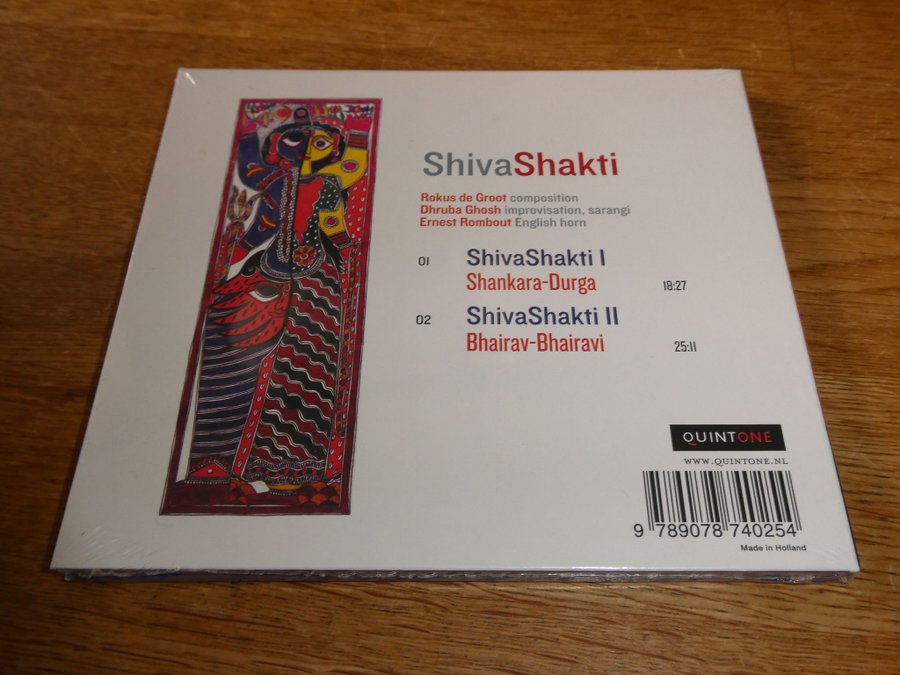 ShivaShakti
Rokus de Groot composition
Dhruba Ghosh improvisation, sarangi
Ernest Rombout English horn
01 ShivaShakti I
Shankara-Durga 18:27
02 ShivaShakti II
Bhairav-Bhairavi 25:11
QUINTONE
WWW.QUINTONE.NL
9 789078 740254
Made in Holland